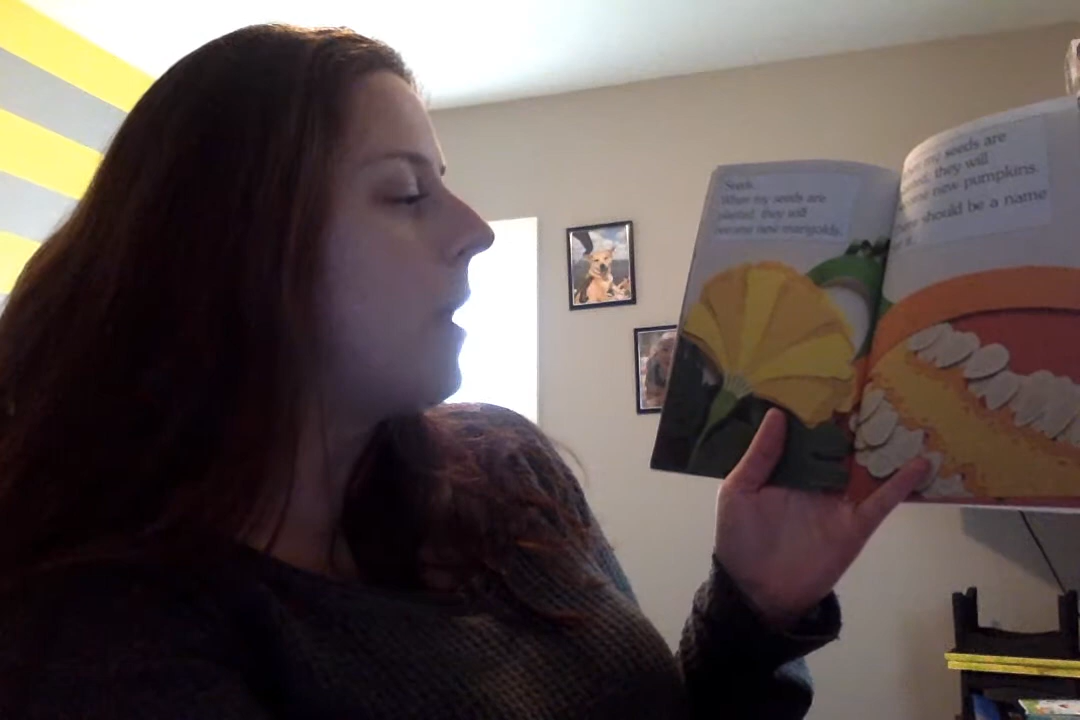 Seeds.
When my seeds are
planted, they will
become new marigolds.
my seeds are
they will
new pumpkins.
should be a name